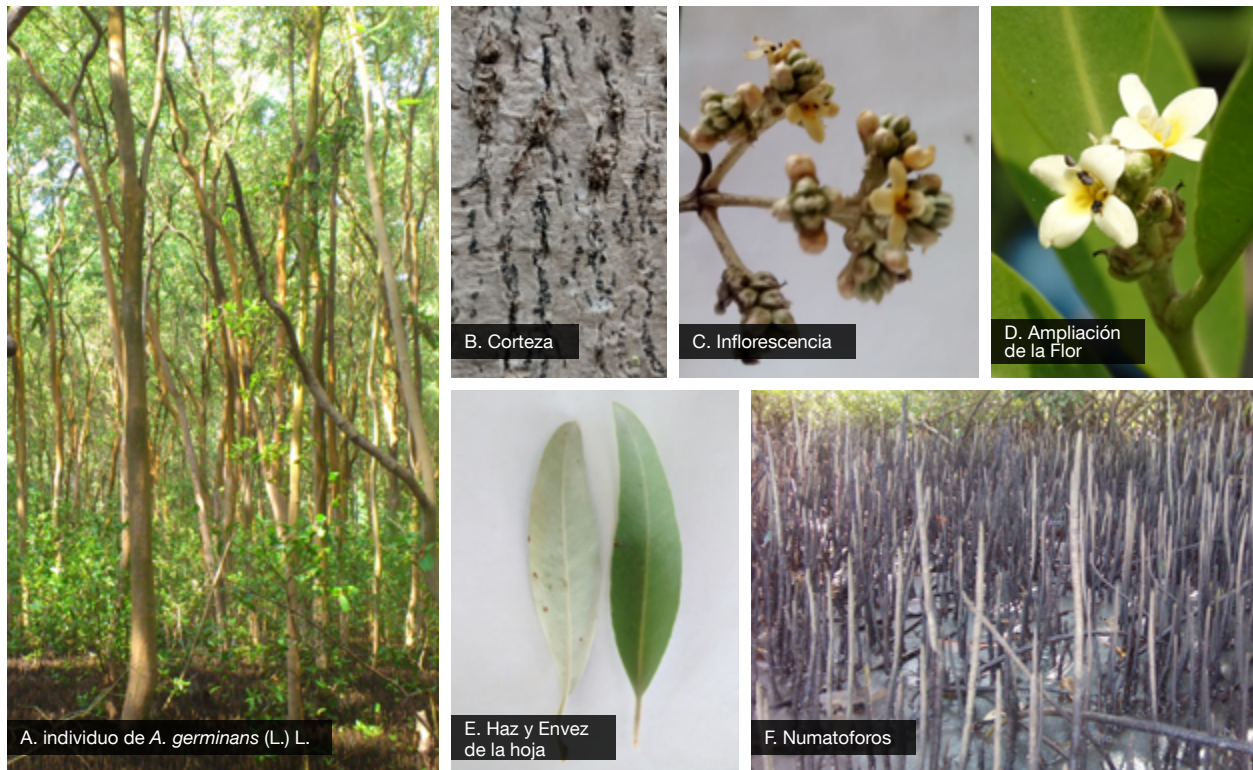 B. Corteza
C. Inflorescencia
D. Ampliación
de la Flor
A. individuo de A. germinans (L.) L.
E. Haz y Envez
de la hoja
F. Numatoforos